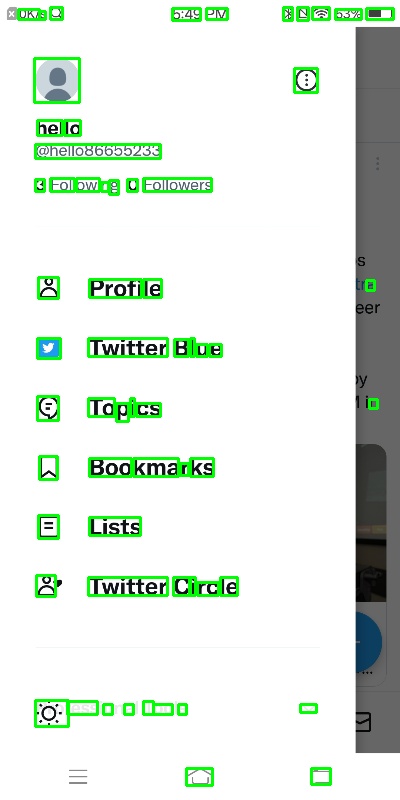 0K/s 5:49 PM 53%
hello
@hello86655233
3 Following 0 Followers
Profile
Twitter Blue
Topics
Bookmarks
Lists
Twitter Circle